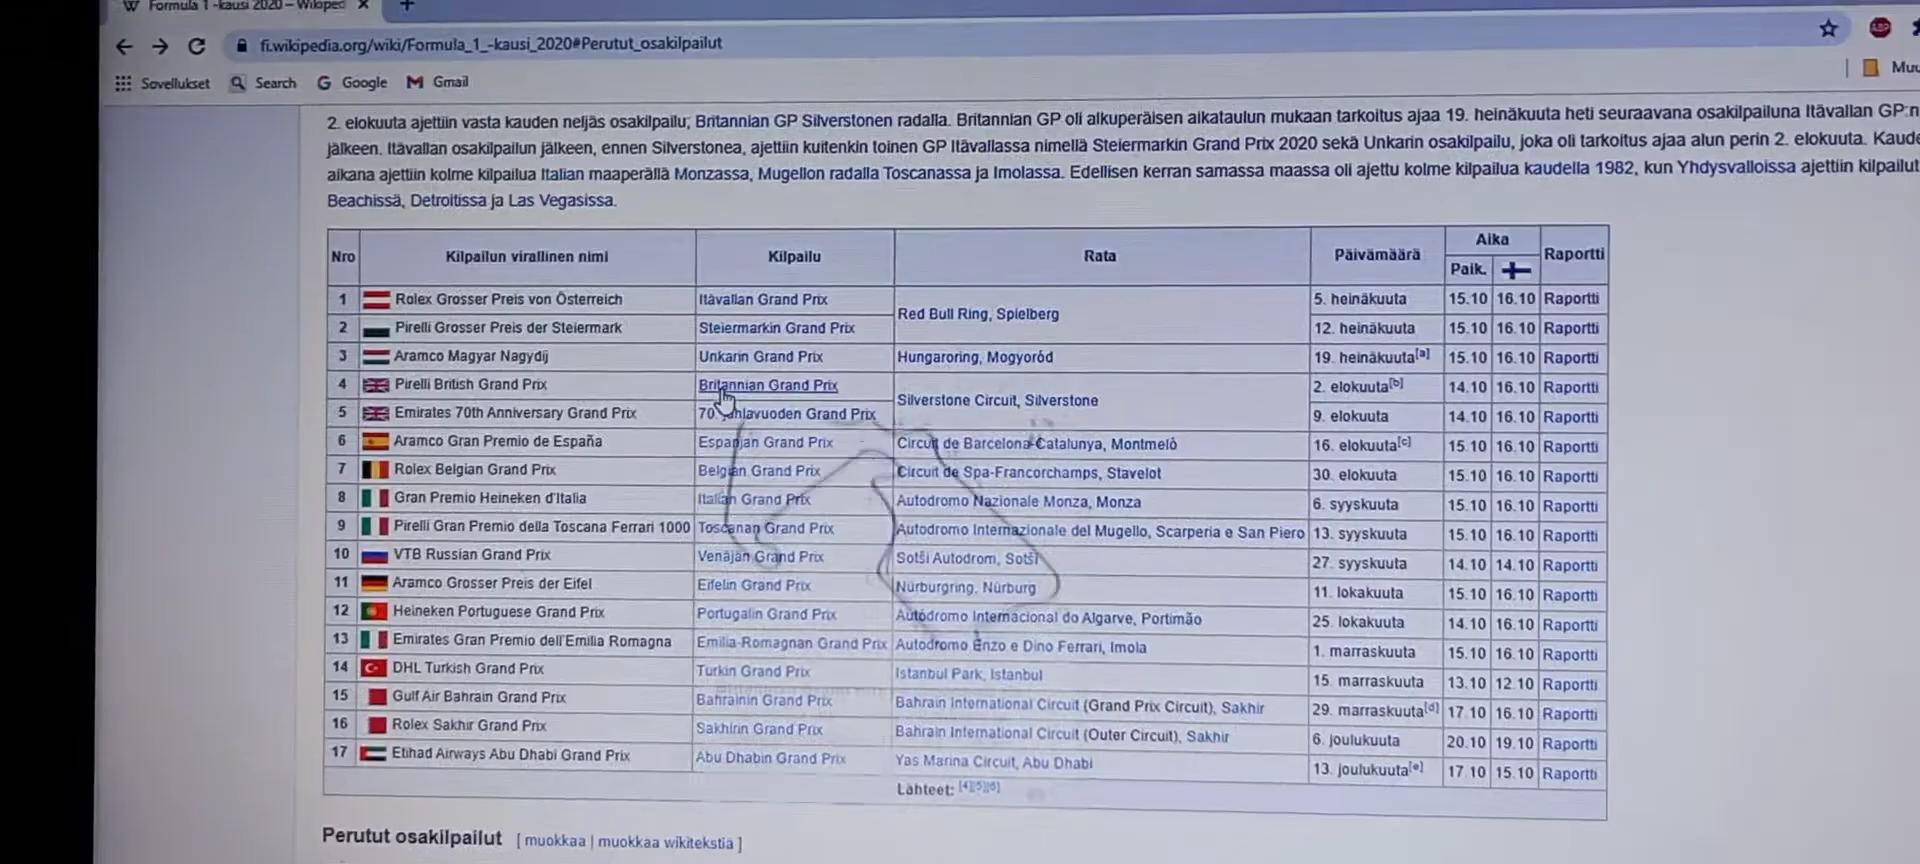 Formula 1 -kausi 2020 – Wikiped
fi.wikipedia.org/wiki/Formula_1_-kausi_2020#Perutut_osakilpailut
Sovellukset Search Google Gmail Muu
2. elokuuta ajettiin vasta kauden neljäs osakilpailu, Britannian GP Silverstonen radalla. Britannian GP oli alkuperäisen aikataulun mukaan tarkoitus ajaa 19. heinäkuuta heti seuraavana osakilpailuna Itävallan GP:n
jälkeen. Itävallan osakilpailun jälkeen, ennen Silverstonea, ajettiin kuitenkin toinen GP Itävallassa nimellä Steiermarkin Grand Prix 2020 sekä Unkarin osakilpailu, joka oli tarkoitus ajaa alun perin 2. elokuuta. Kaude
aikana ajettiin kolme kilpailua Italian maaperällä Monzassa, Mugellon radalla Toscanassa ja Imolassa. Edellisen kerran samassa maassa oli ajettu kolme kilpailua kaudella 1982, kun Yhdysvalloissa ajettiin kilpailut
Beachissä, Detroitissa ja Las Vegasissa.
Nro Kilpailun virallinen nimi Kilpailu Rata Päivämäärä Aika Raportti
Paik.
1 Rolex Grosser Preis von Österreich Itävallan Grand Prix Red Bull Ring, Spielberg 5. heinäkuuta 15.10 16.10 Raportti
2 Pirelli Grosser Preis der Steiermark Steiermarkin Grand Prix 12. heinäkuuta 15.10 16.10 Raportti
3 Aramco Magyar Nagydíj Unkarin Grand Prix Hungaroring, Mogyoród 19. heinäkuuta[a] 15.10 16.10 Raportti
4 Pirelli British Grand Prix Britannian Grand Prix Silverstone Circuit, Silverstone 2. elokuuta[b] 14.10 16.10 Raportti
5 Emirates 70th Anniversary Grand Prix 70. juhlavuoden Grand Prix 9. elokuuta 14.10 16.10 Raportti
6 Aramco Gran Premio de España Espanjan Grand Prix Circuit de Barcelona-Catalunya, Montmeló 16. elokuuta[c] 15.10 16.10 Raportti
7 Rolex Belgian Grand Prix Belgian Grand Prix Circuit de Spa-Francorchamps, Stavelot 30. elokuuta 15.10 16.10 Raportti
8 Gran Premio Heineken d'Italia Italian Grand Prix Autodromo Nazionale Monza, Monza 6. syyskuuta 15.10 16.10 Raportti
9 Pirelli Gran Premio della Toscana Ferrari 1000 Toscanan Grand Prix Autodromo Internazionale del Mugello, Scarperia e San Piero 13. syyskuuta 15.10 16.10 Raportti
10 VTB Russian Grand Prix Venäjän Grand Prix Sotši Autodrom, Sotši 27. syyskuuta 14.10 14.10 Raportti
11 Aramco Grosser Preis der Eifel Eifelin Grand Prix Nürburgring, Nürburg 11. lokakuuta 15.10 16.10 Raportti
12 Heineken Portuguese Grand Prix Portugalin Grand Prix Autódromo Internacional do Algarve, Portimão 25. lokakuuta 14.10 16.10 Raportti
13 Emirates Gran Premio dell'Emilia Romagna Emilia-Romagnan Grand Prix Autodromo Enzo e Dino Ferrari, Imola 1. marraskuuta 15.10 16.10 Raportti
14 DHL Turkish Grand Prix Turkin Grand Prix Istanbul Park, Istanbul 15. marraskuuta 13.10 12.10 Raportti
15 Gulf Air Bahrain Grand Prix Bahrainin Grand Prix Bahrain International Circuit (Grand Prix Circuit), Sakhir 29. marraskuuta[d] 17.10 16.10 Raportti
16 Rolex Sakhir Grand Prix Sakhirin Grand Prix Bahrain International Circuit (Outer Circuit), Sakhir 6. joulukuuta 20.10 19.10 Raportti
17 Etihad Airways Abu Dhabi Grand Prix Abu Dhabin Grand Prix Yas Marina Circuit, Abu Dhabi 13. joulukuuta[e] 17.10 15.10 Raportti
Lähteet: [4][5][6]
Perutut osakilpailut [ muokkaa | muokkaa wikitekstiä ]